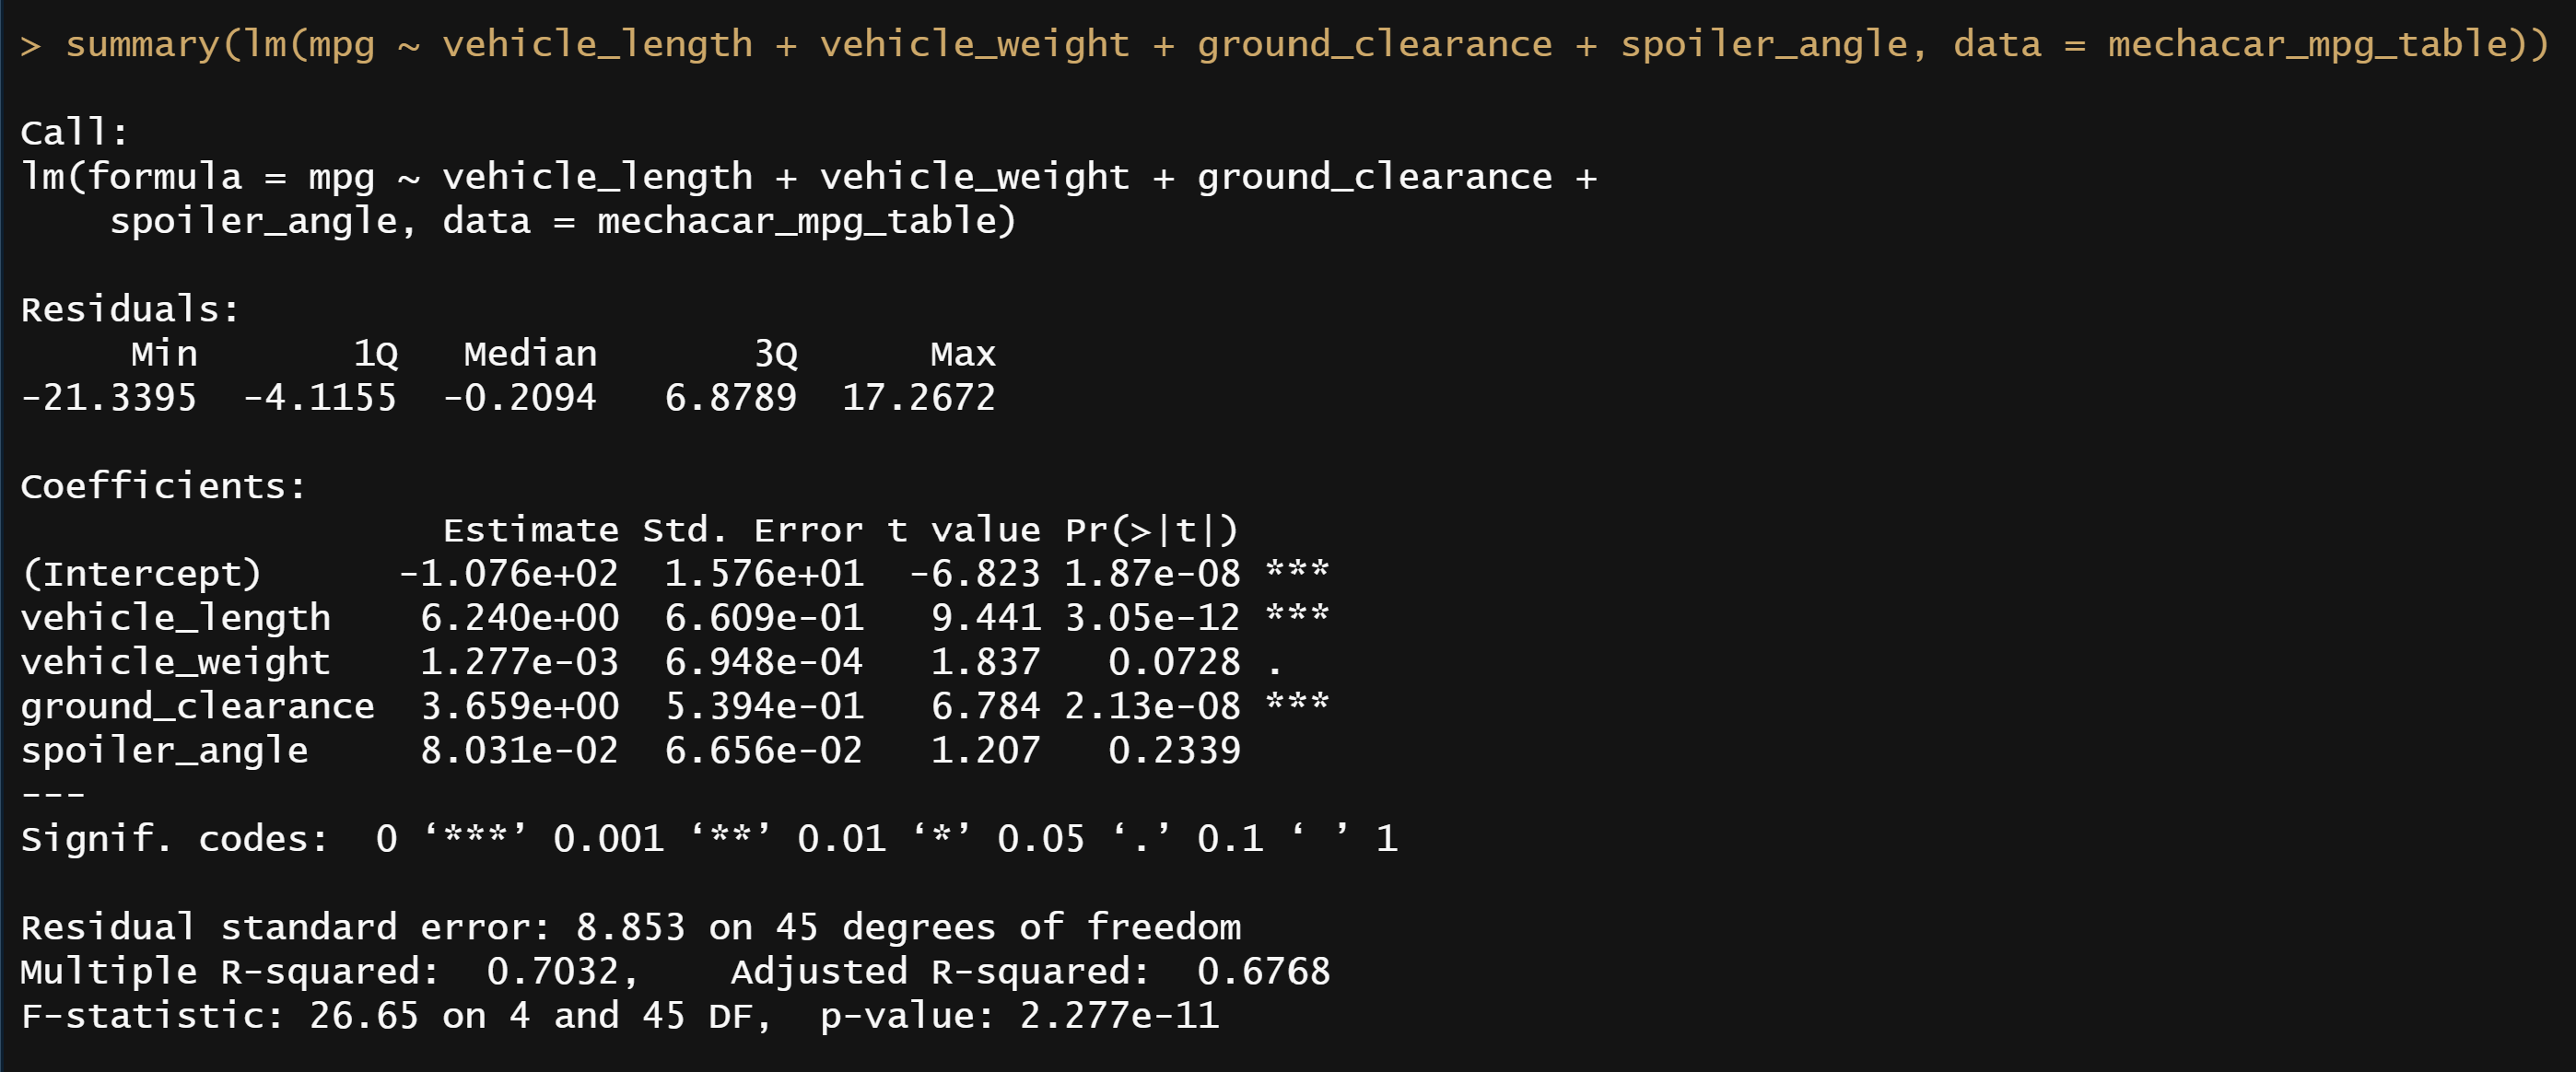 > summary(lm(mpg ~ vehicle_length + vehicle_weight + ground_clearance + spoiler_angle, data = mechacar_mpg_table))
Call:
lm(formula = mpg ~ vehicle_length + vehicle_weight + ground_clearance +
    spoiler_angle, data = mechacar_mpg_table)
Residuals:
     Min       1Q   Median       3Q      Max
-21.3395  -4.1155  -0.2094   6.8789  17.2672
Coefficients:
                   Estimate Std. Error t value Pr(>|t|)
(Intercept)      -1.076e+02  1.576e+01  -6.823 1.87e-08 ***
vehicle_length    6.240e+00  6.609e-01   9.441 3.05e-12 ***
vehicle_weight    1.277e-03  6.948e-04   1.837   0.0728 .
ground_clearance  3.659e+00  5.394e-01   6.784 2.13e-08 ***
spoiler_angle     8.031e-02  6.656e-02   1.207   0.2339
---
Signif. codes:  0 ‘***’ 0.001 ‘**’ 0.01 ‘*’ 0.05 ‘.’ 0.1 ‘ ’ 1
Residual standard error: 8.853 on 45 degrees of freedom
Multiple R-squared:  0.7032,    Adjusted R-squared:  0.6768
F-statistic: 26.65 on 4 and 45 DF,  p-value: 2.277e-11